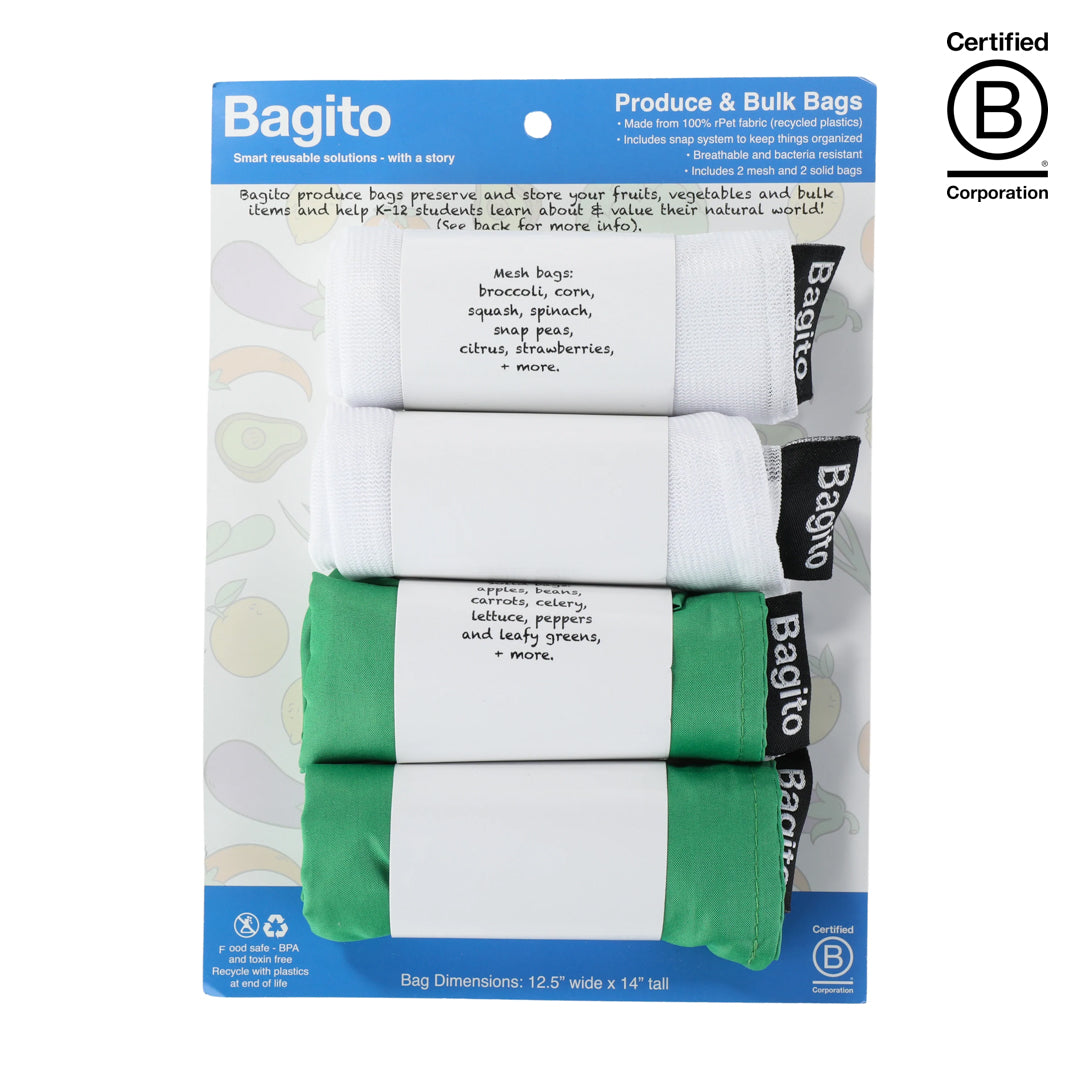 Certified
B
®
Corporation
Bagito
Smart reusable solutions - with a story
Produce & Bulk Bags
• Made from 100% rPet fabric (recycled plastics)
• Includes snap system to keep things organized
• Breathable and bacteria resistant
• Includes 2 mesh and 2 solid bags
Bagito produce bags preserve and store your fruits, vegetables and bulk
items and help K-12 students learn about & value their natural world!
(See back for more info).
Mesh bags:
broccoli, corn,
squash, spinach,
snap peas,
citrus, strawberries,
+ more.
Bagito
Bagito
apples, beans,
carrots, celery,
lettuce, peppers
and leafy greens,
+ more.
Bagito
Bagito
F ood safe - BPA
and toxin free
Recycle with plastics
at end of life
Bag Dimensions: 12.5” wide x 14” tall
Certified
B
Corporation